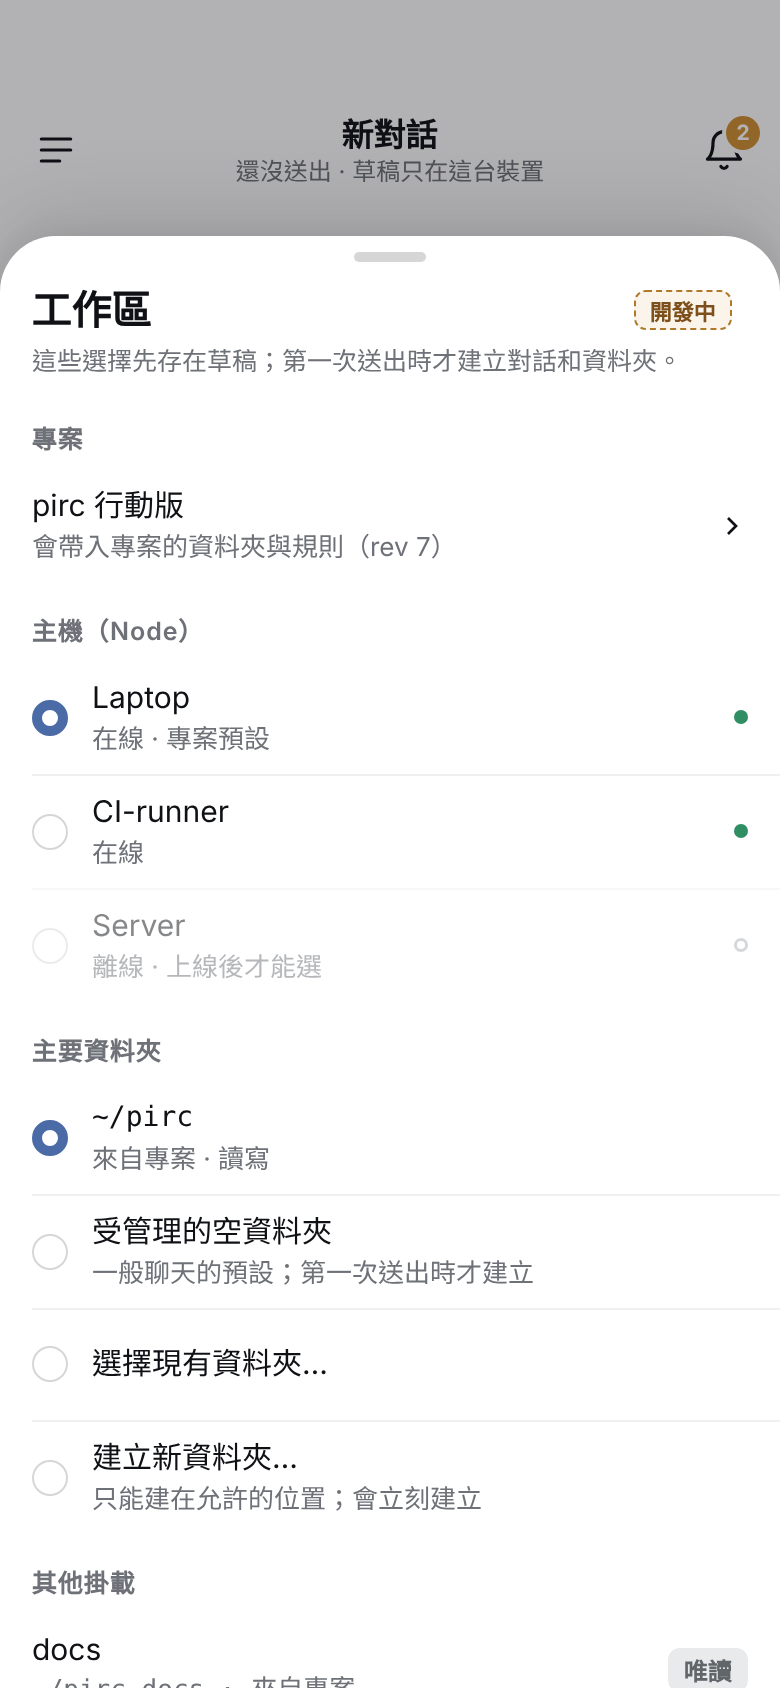 新對話
2
還沒送出 · 草稿只在這台裝置
工作區
開發中
這些選擇先存在草稿；第一次送出時才建立對話和資料夾。
專案
pirc 行動版
會帶入專案的資料夾與規則（rev 7）
主機（Node）
Laptop
在線 · 專案預設
CI-runner
在線
Server
離線 · 上線後才能選
主要資料夾
~/pirc
來自專案 · 讀寫
受管理的空資料夾
一般聊天的預設；第一次送出時才建立
選擇現有資料夾…
建立新資料夾…
只能建在允許的位置；會立刻建立
其他掛載
docs
唯讀
/pirc-docs · 來自專案